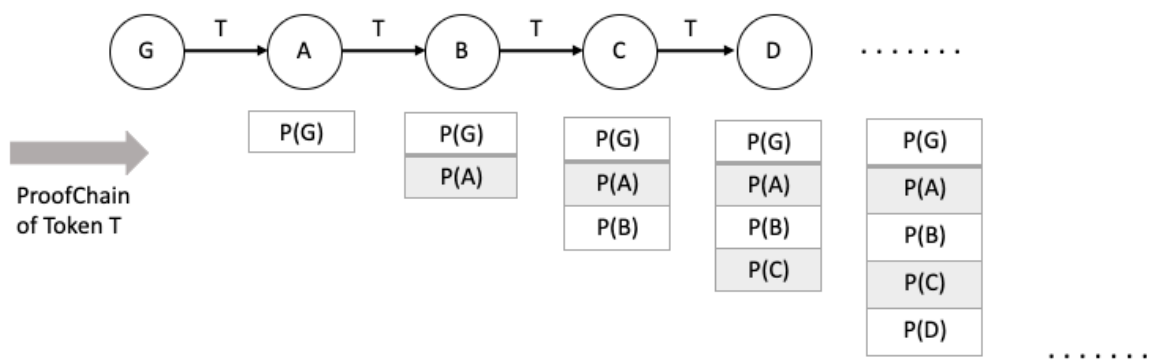 T T T T
G A B C D .......
P(G) P(G) P(G) P(G) P(G)
P(A) P(A) P(A) P(A)
P(B) P(B) P(B)
P(C) P(C)
P(D)
ProofChain
of Token T
.......